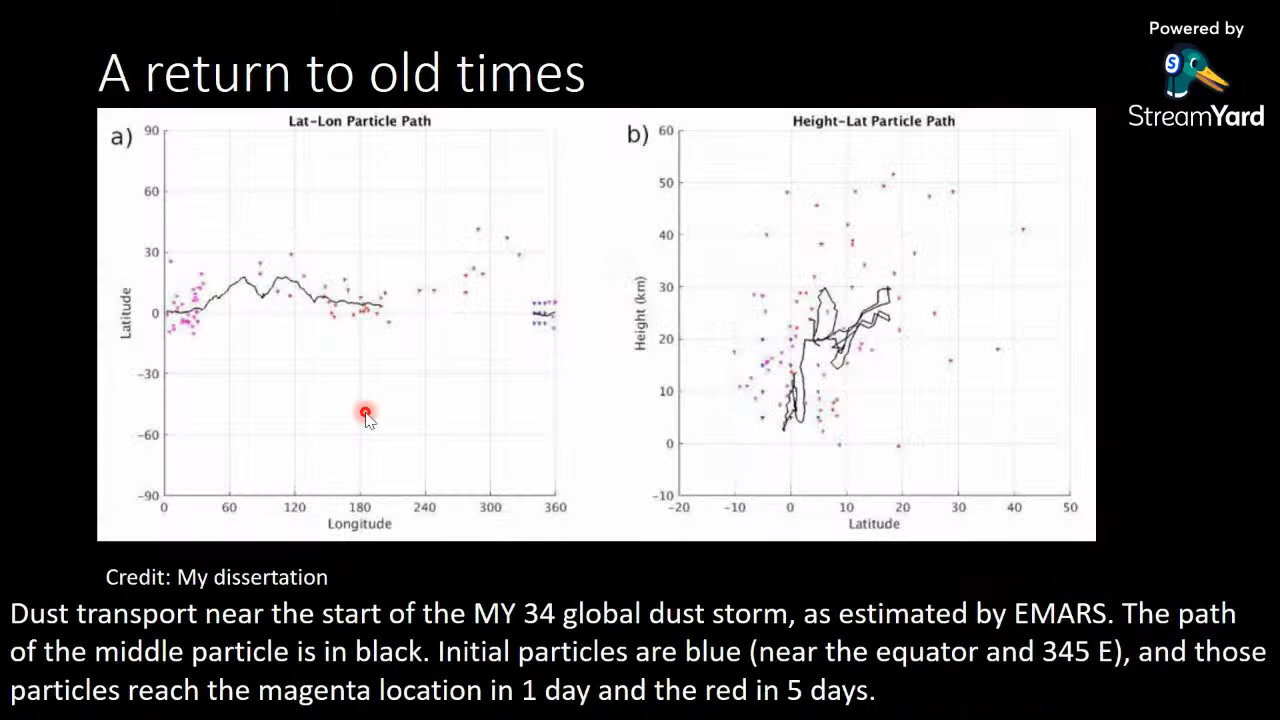 Powered by
StreamYard
A return to old times
a)
Lat-Lon Particle Path
90
60
30
0
-30
-60
-90
0 60 120 180 240 300 360
Latitude
Longitude
b)
Height-Lat Particle Path
60
50
40
30
20
10
0
-10
-20 -10 0 10 20 30 40 50
Height (km)
Latitude
Credit: My dissertation
Dust transport near the start of the MY 34 global dust storm, as estimated by EMARS. The path
of the middle particle is in black. Initial particles are blue (near the equator and 345 E), and those
particles reach the magenta location in 1 day and the red in 5 days.